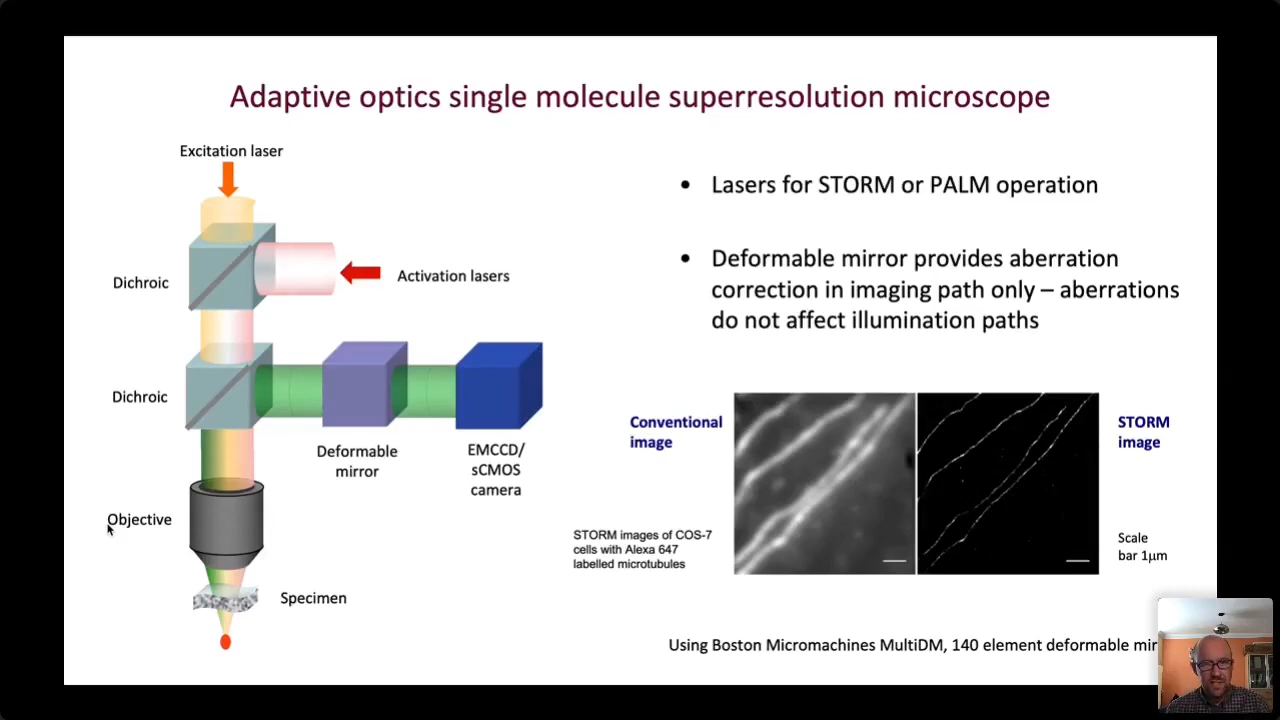 Adaptive optics single molecule superresolution microscope
Excitation laser
Dichroic
Activation lasers
Dichroic
Deformable
mirror
EMCCD/
sCMOS
camera
Objective
Specimen
• Lasers for STORM or PALM operation
• Deformable mirror provides aberration
correction in imaging path only – aberrations
do not affect illumination paths
Conventional
image
STORM
image
STORM images of COS-7
cells with Alexa 647
labelled microtubules
Scale
bar 1μm
Using Boston Micromachines MultiDM, 140 element deformable